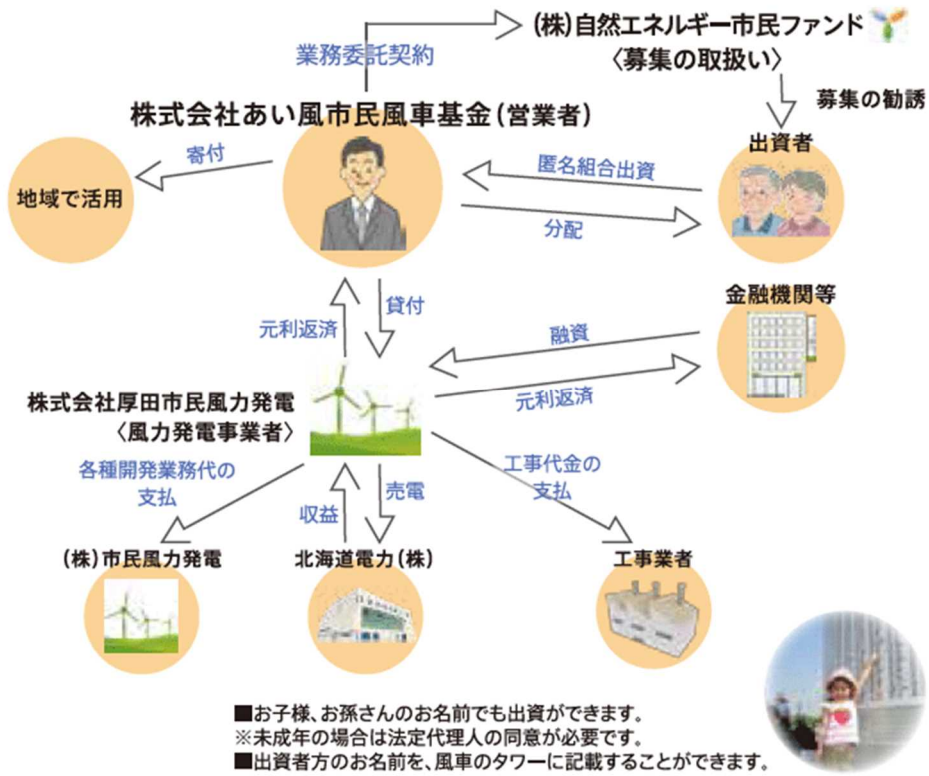 業務委託契約
(株)自然エネルギー市民ファンド
〈募集の取扱い〉
募集の勧誘
株式会社あい風市民風車基金(営業者)
出資者
寄付
地域で活用
匿名組合出資
分配
金融機関等
元利返済
貸付
融資
元利返済
株式会社厚田市民風力発電
〈風力発電事業者〉
各種開発業務代の
支払
収益
売電
工事代金の
支払
(株)市民風力発電
北海道電力(株)
工事業者
■お子様、お孫さんのお名前でも出資ができます。
※未成年の場合は法定代理人の同意が必要です。
■出資者方のお名前を、風車のタワーに記載することができます。